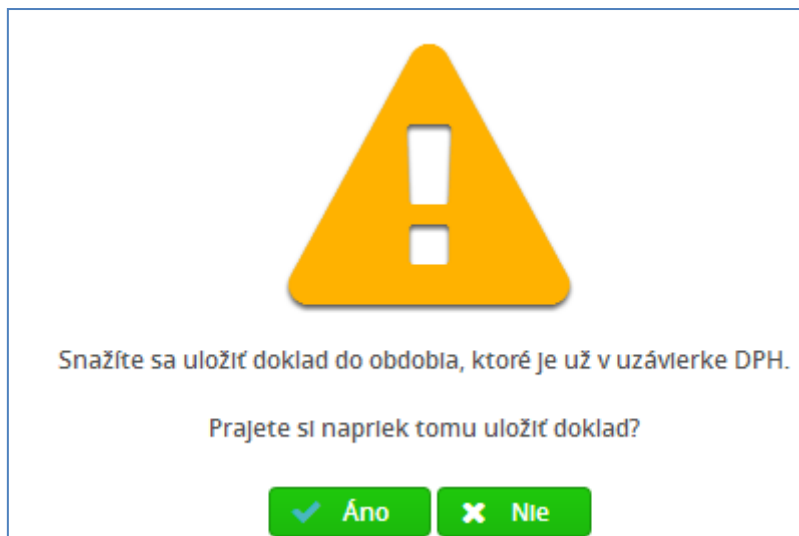 Snažíte sa uložiť doklad do obdobia, ktoré je už v uzávierke DPH.
Prajete si napriek tomu uložiť doklad?
Áno
Nie